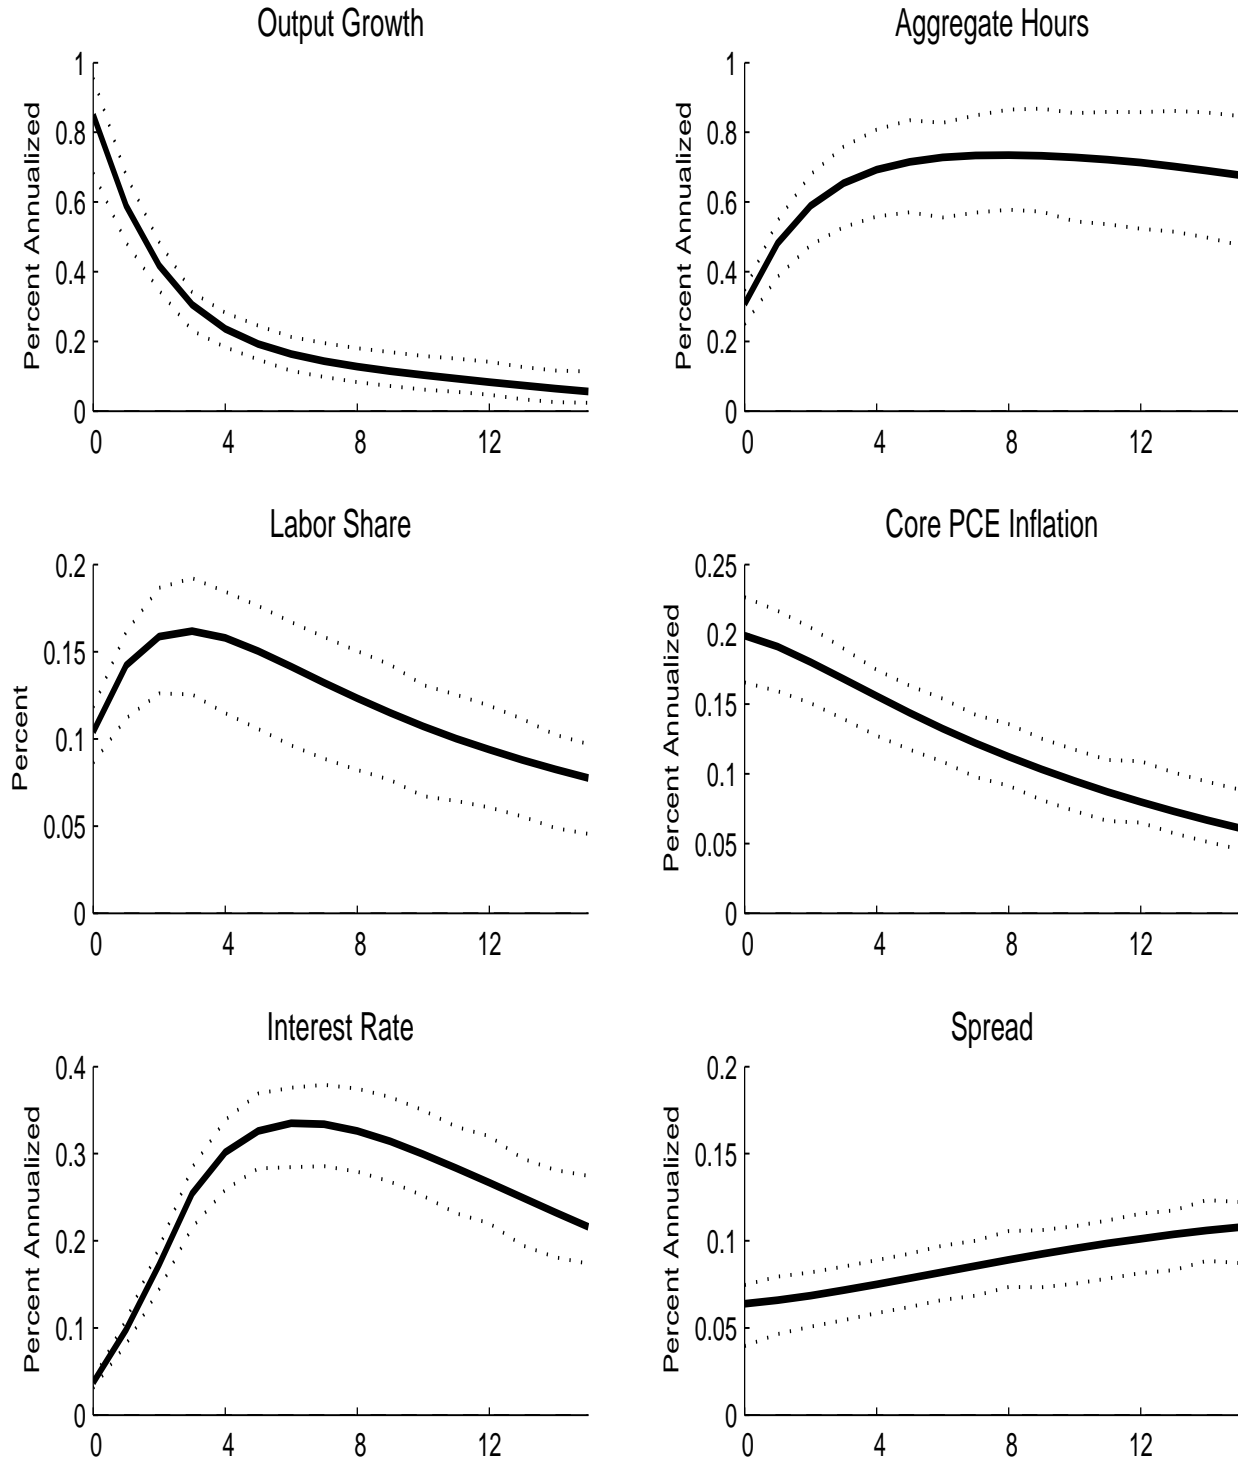 Output Growth
Percent Annualized
1
0.8
0.6
0.4
0.2
0
0 4 8 12
Aggregate Hours
Percent Annualized
1
0.8
0.6
0.4
0.2
0
0 4 8 12
Labor Share
Percent
0.2
0.15
0.1
0.05
0
0 4 8 12
Core PCE Inflation
Percent Annualized
0.25
0.2
0.15
0.1
0.05
0
0 4 8 12
Interest Rate
Percent Annualized
0.4
0.3
0.2
0.1
0
0 4 8 12
Spread
Percent Annualized
0.2
0.15
0.1
0.05
0
0 4 8 12